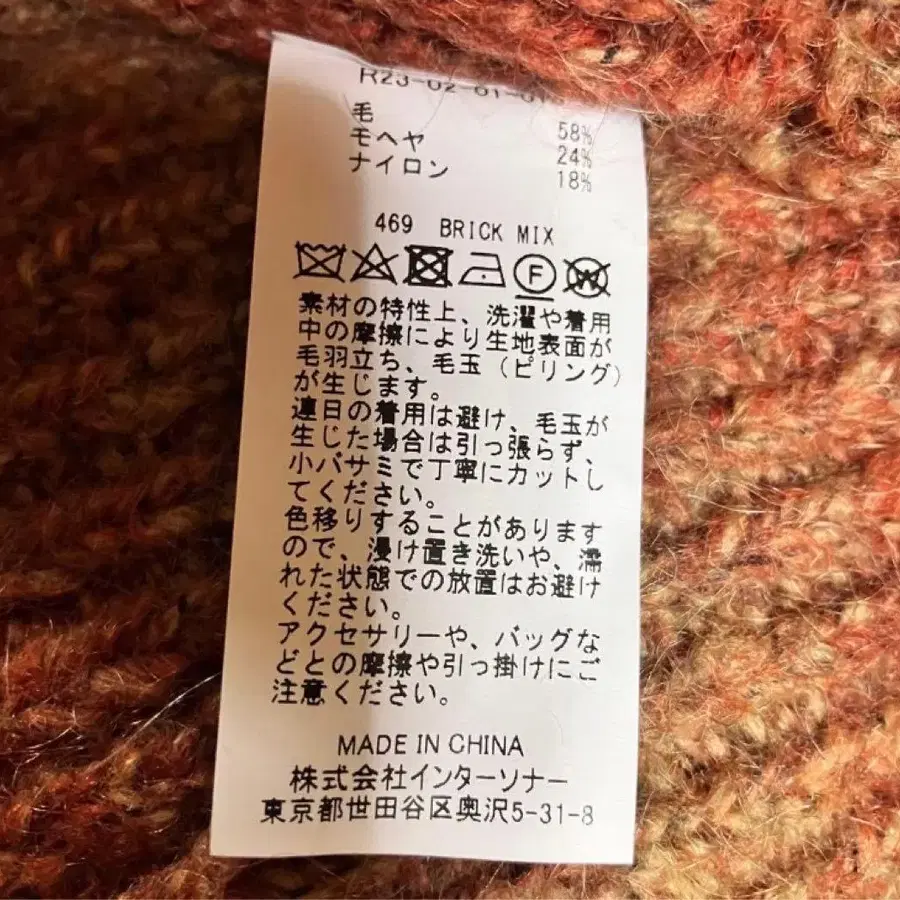 毛 58%
モヘヤ 24%
ナイロン 18%
469 BRICK MIX
F
W
素材の特性上、洗濯や着用
中の摩擦により生地表面が
毛羽立ち、毛玉(ピリング)
が生じます。
連日の着用は避け、毛玉が
生じた場合は引っ張らず、
小バサミで丁寧にカットし
てください。
色移りすることがあります
ので、浸け置き洗いや、濡
れた状態での放置はお避け
ください。
アクセサリーや、バッグな
どとの摩擦や引っ掛けにご
注意ください。
MADE IN CHINA
株式会社インターソナー
東京都世田谷区奥沢5-31-8